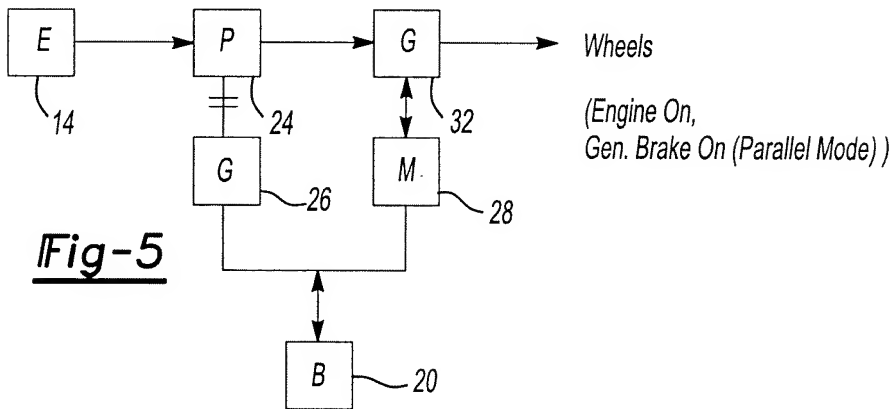 E
P
G
Wheels
14
24
32
(Engine On,
Gen. Brake On (Parallel Mode) )
G
M
26
28
Fig-5
B
20